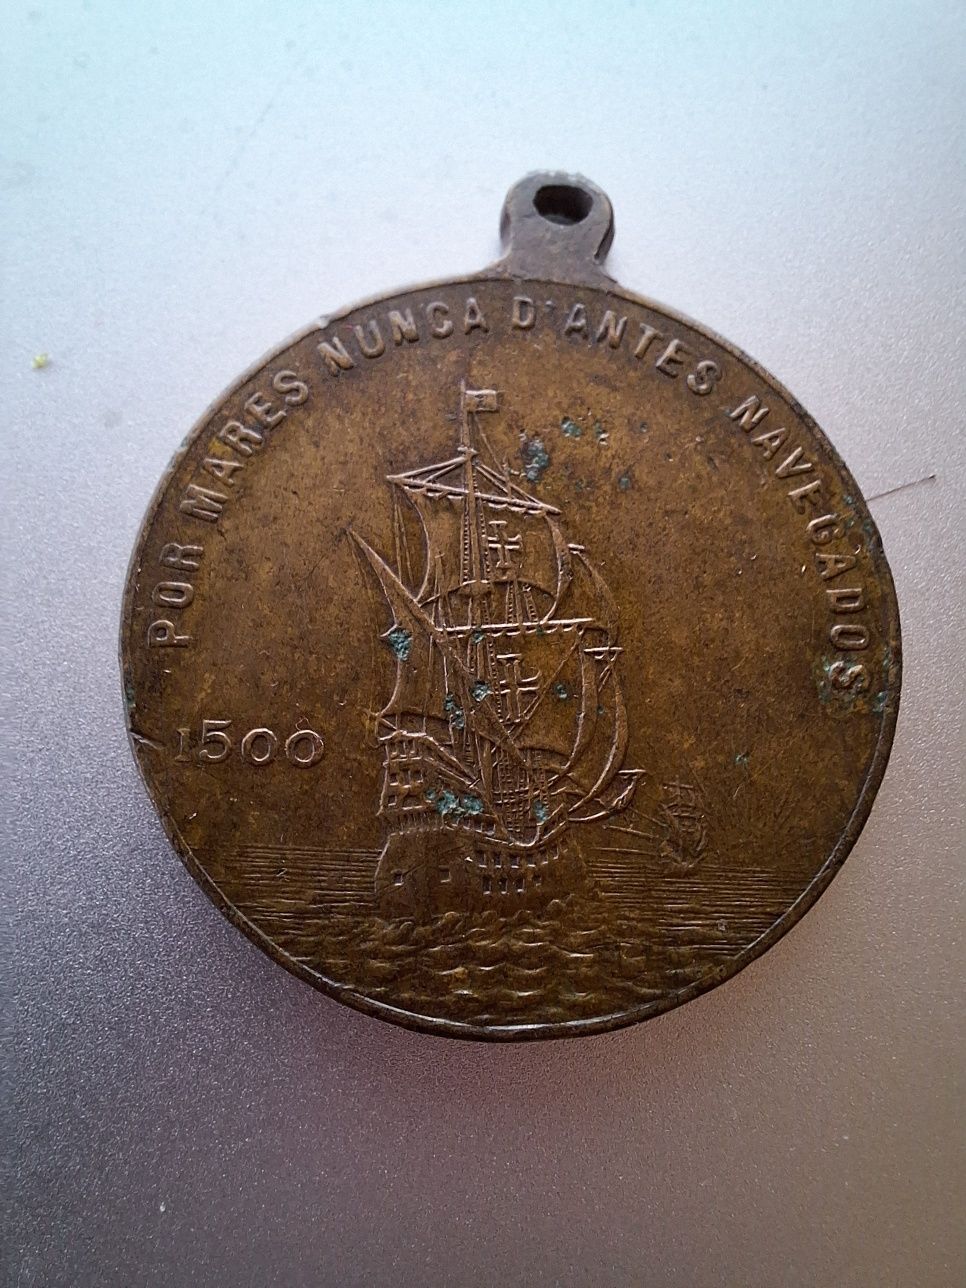 POR MARES NUNCA D'ANTES NAVEGADOS
1500